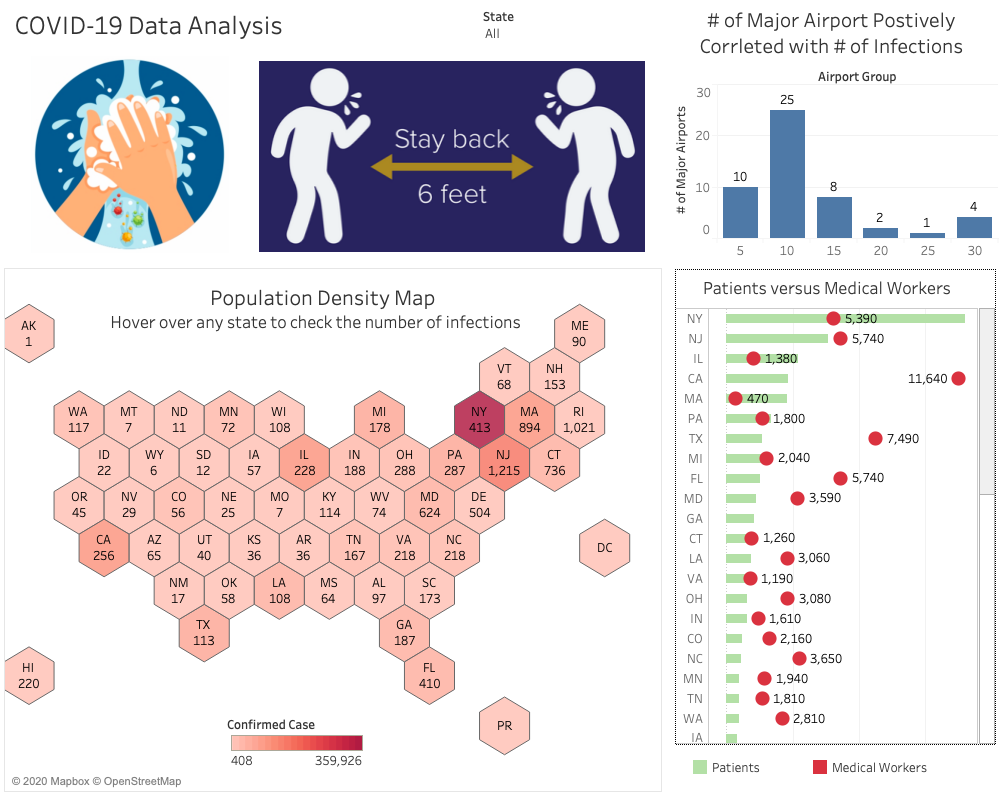 COVID-19 Data Analysis
State
All
Stay back
6 feet
# of Major Airport Postively
Corrleted with # of Infections
Airport Group
# of Major Airports
30
20
10
0
10
25
8
2
1
4
5
10
15
20
25
30
Population Density Map
Hover over any state to check the number of infections
AK
1
ME
90
VT
68
NH
153
WA
117
MT
7
ND
11
MN
72
WI
108
MI
178
NY
413
MA
894
RI
1,021
ID
22
WY
6
SD
12
IA
57
IL
228
IN
188
OH
288
PA
287
NJ
1,215
CT
736
OR
45
NV
29
CO
56
NE
25
MO
7
KY
114
WV
74
MD
624
DE
504
CA
256
AZ
65
UT
40
KS
36
AR
36
TN
167
VA
218
NC
218
DC
NM
17
OK
58
LA
108
MS
64
AL
97
SC
173
TX
113
GA
187
HI
220
FL
410
PR
Confirmed Case
408 359,926
© 2020 Mapbox © OpenStreetMap
Patients versus Medical Workers
NY 5,390
NJ 5,740
IL 1,380
CA 11,640
MA 470
PA 1,800
TX 7,490
MI 2,040
FL 5,740
MD 3,590
GA
CT 1,260
LA 3,060
VA 1,190
OH 3,080
IN 1,610
CO 2,160
NC 3,650
MN 1,940
TN 1,810
WA 2,810
IA
Patients
Medical Workers